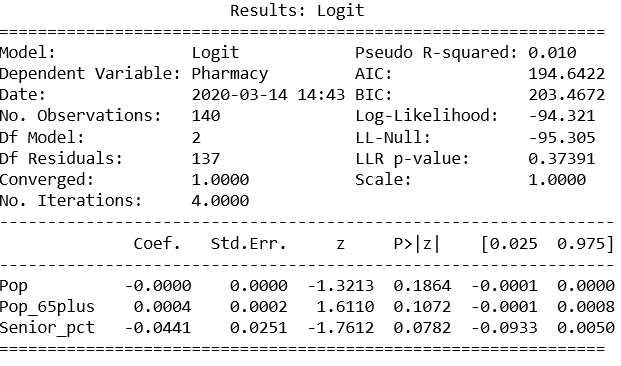 Results: Logit
================================================================
Model: Logit Pseudo R-squared: 0.010
Dependent Variable: Pharmacy AIC: 194.6422
Date: 2020-03-14 14:43 BIC: 203.4672
No. Observations: 140 Log-Likelihood: -94.321
Df Model: 2 LL-Null: -95.305
Df Residuals: 137 LLR p-value: 0.37391
Converged: 1.0000 Scale: 1.0000
No. Iterations: 4.0000
----------------------------------------------------------------
Coef. Std.Err. z P>|z| [0.025 0.975]
----------------------------------------------------------------
Pop -0.0000 0.0000 -1.3213 0.1864 -0.0001 0.0000
Pop_65plus 0.0004 0.0002 1.6110 0.1072 -0.0001 0.0008
Senior_pct -0.0441 0.0251 -1.7612 0.0782 -0.0933 0.0050
================================================================